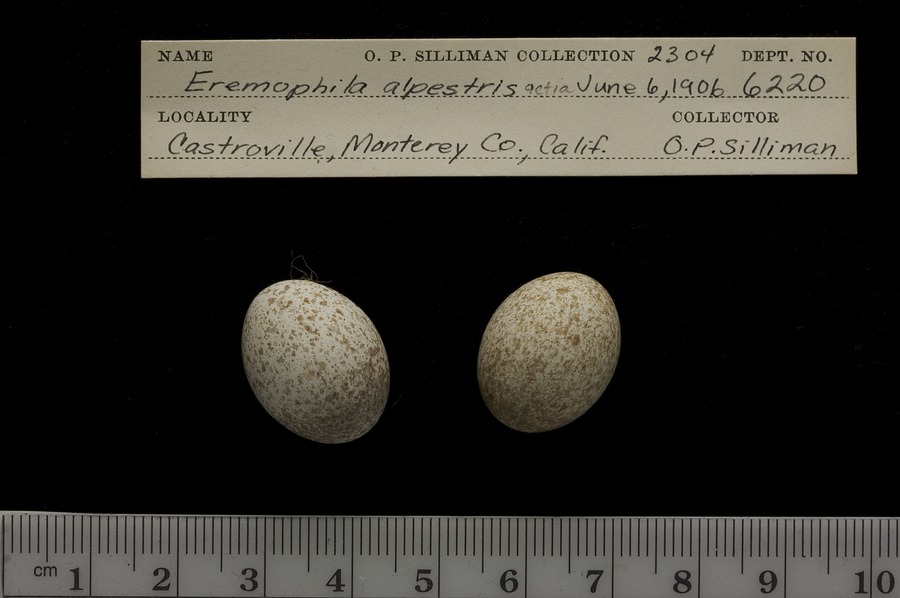 NAME O. P. SILLIMAN COLLECTION 2304 DEPT. NO.
Eremophila alpestris actia June 6, 1906 6220
LOCALITY COLLECTOR
Castroville, Monterey Co., Calif. O.P. Silliman
cm 1 2 3 4 5 6 7 8 9 10